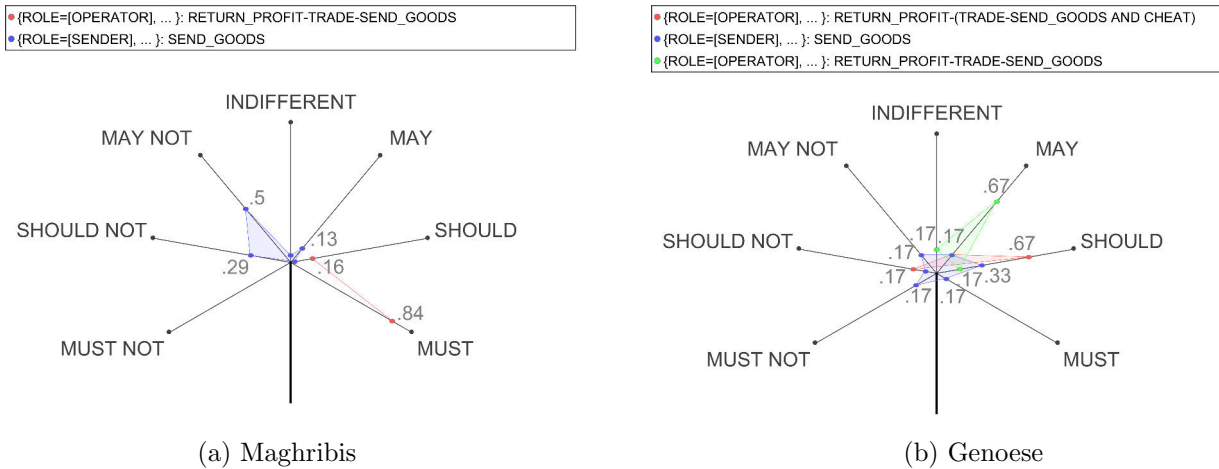 {ROLE=[OPERATOR], ... }: RETURN_PROFIT-TRADE-SEND_GOODS
{ROLE=[SENDER], ... }: SEND_GOODS
INDIFFERENT
MAY NOT
MAY
.5
SHOULD NOT
SHOULD
.13
.29
.16
.84
MUST NOT
MUST
(a) Maghribis
{ROLE=[OPERATOR], ... }: RETURN_PROFIT-(TRADE-SEND_GOODS AND CHEAT)
{ROLE=[SENDER], ... }: SEND_GOODS
{ROLE=[OPERATOR], ... }: RETURN_PROFIT-TRADE-SEND_GOODS
INDIFFERENT
MAY NOT
MAY
.67
.17
.17
SHOULD NOT
.17
.67
SHOULD
.17
.17
.33
.17
.17
MUST NOT
MUST
(b) Genoese